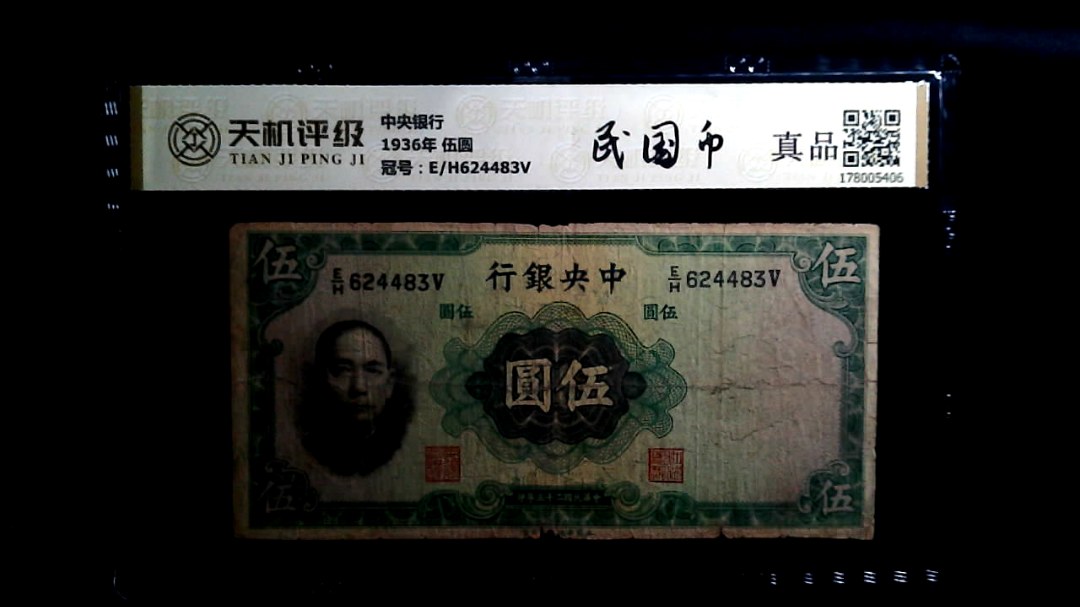 天机评级
TIAN JI PING JI
中央银行
1936年 伍圆
冠号：E/H624483V
民国币
真品
178005406
伍
伍
E/H 624483V
行銀央中
E/H 624483V
圓伍
圓伍
圓伍
伍
伍